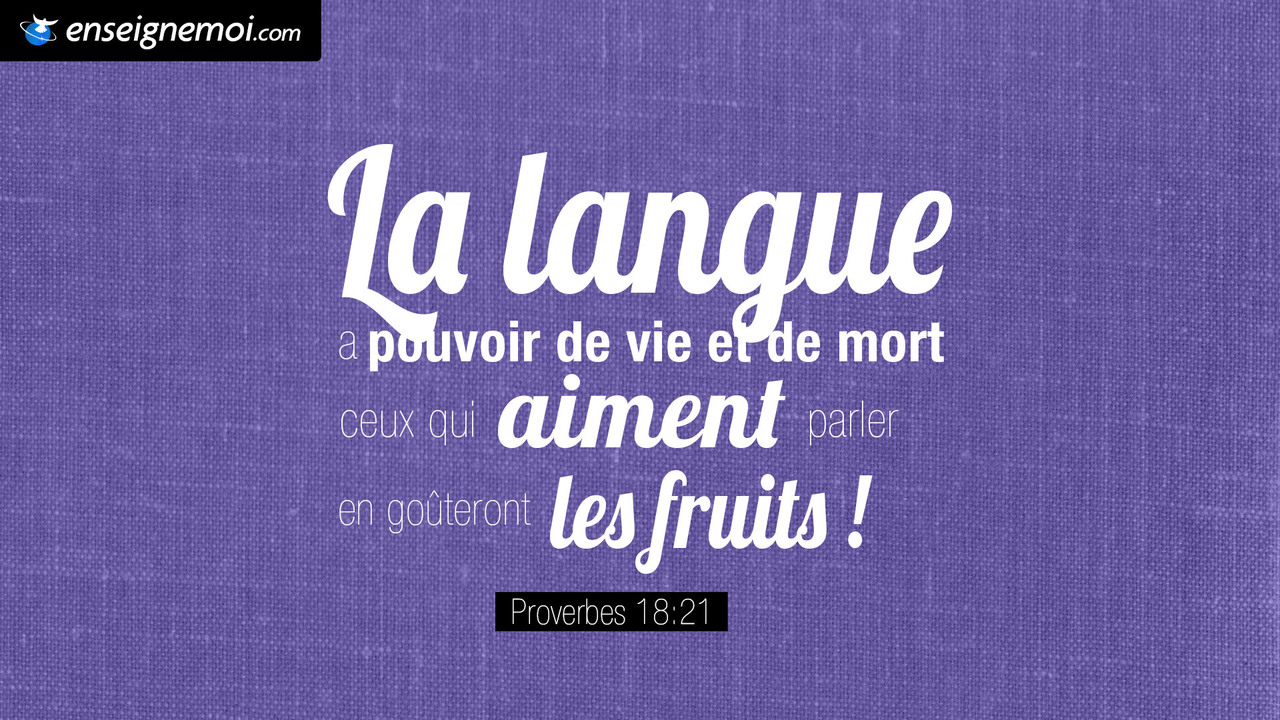 enseignemoi.com
La langue
a pouvoir de vie et de mort
ceux qui aiment parler
en goûteront les fruits !
Proverbes 18:21